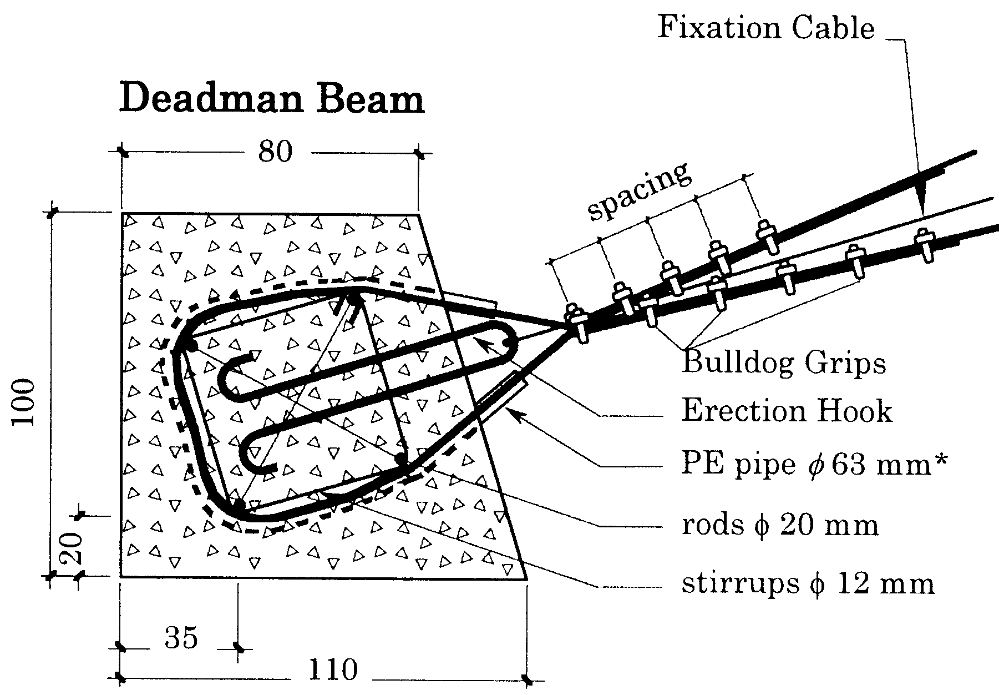 Fixation Cable
Deadman Beam
80
spacing
100
Bulldog Grips
Erection Hook
PE pipe ϕ 63 mm*
rods ϕ 20 mm
20
stirrups ϕ 12 mm
35
110